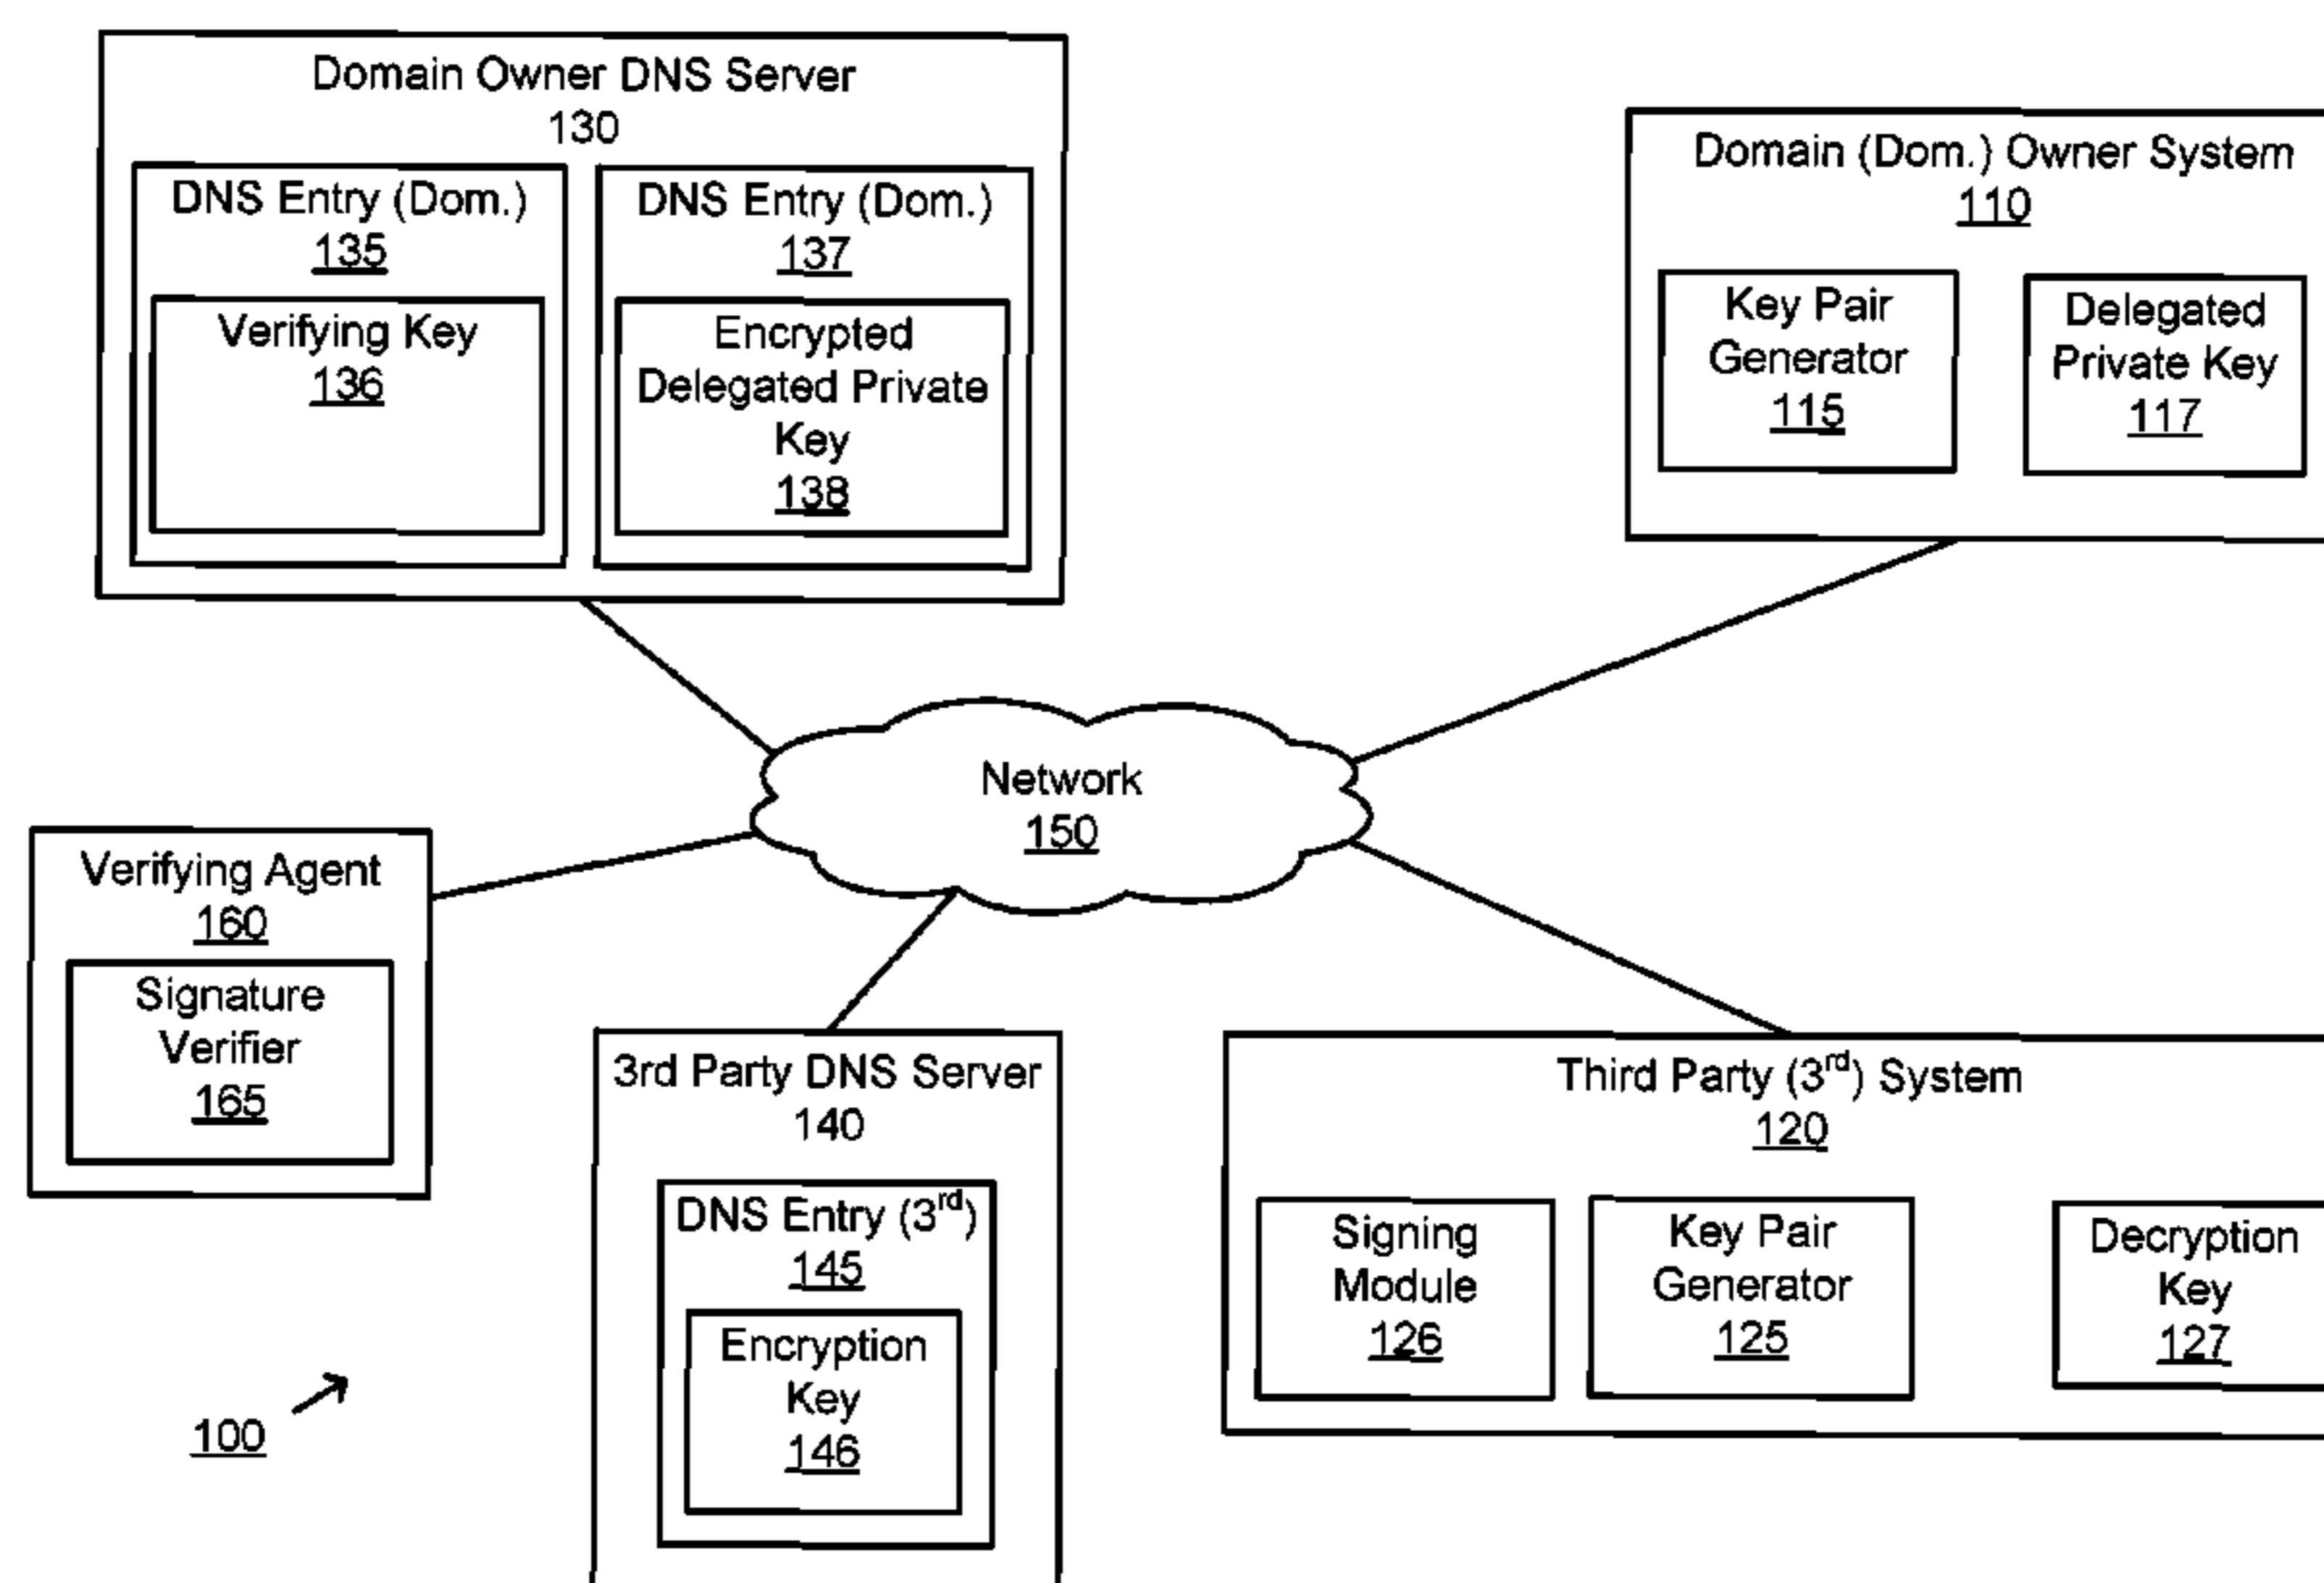 Domain Owner DNS Server
130
DNS Entry (Dom.)
135
Verifying Key
136
DNS Entry (Dom.)
137
Encrypted
Delegated Private
Key
138
Domain (Dom.) Owner System
110
Key Pair
Generator
115
Delegated
Private Key
117
Network
150
Verifying Agent
160
Signature
Verifier
165
3rd Party DNS Server
140
DNS Entry (3rd)
145
Encryption
Key
146
Third Party (3rd) System
120
Signing
Module
126
Key Pair
Generator
125
Decryption
Key
127
100